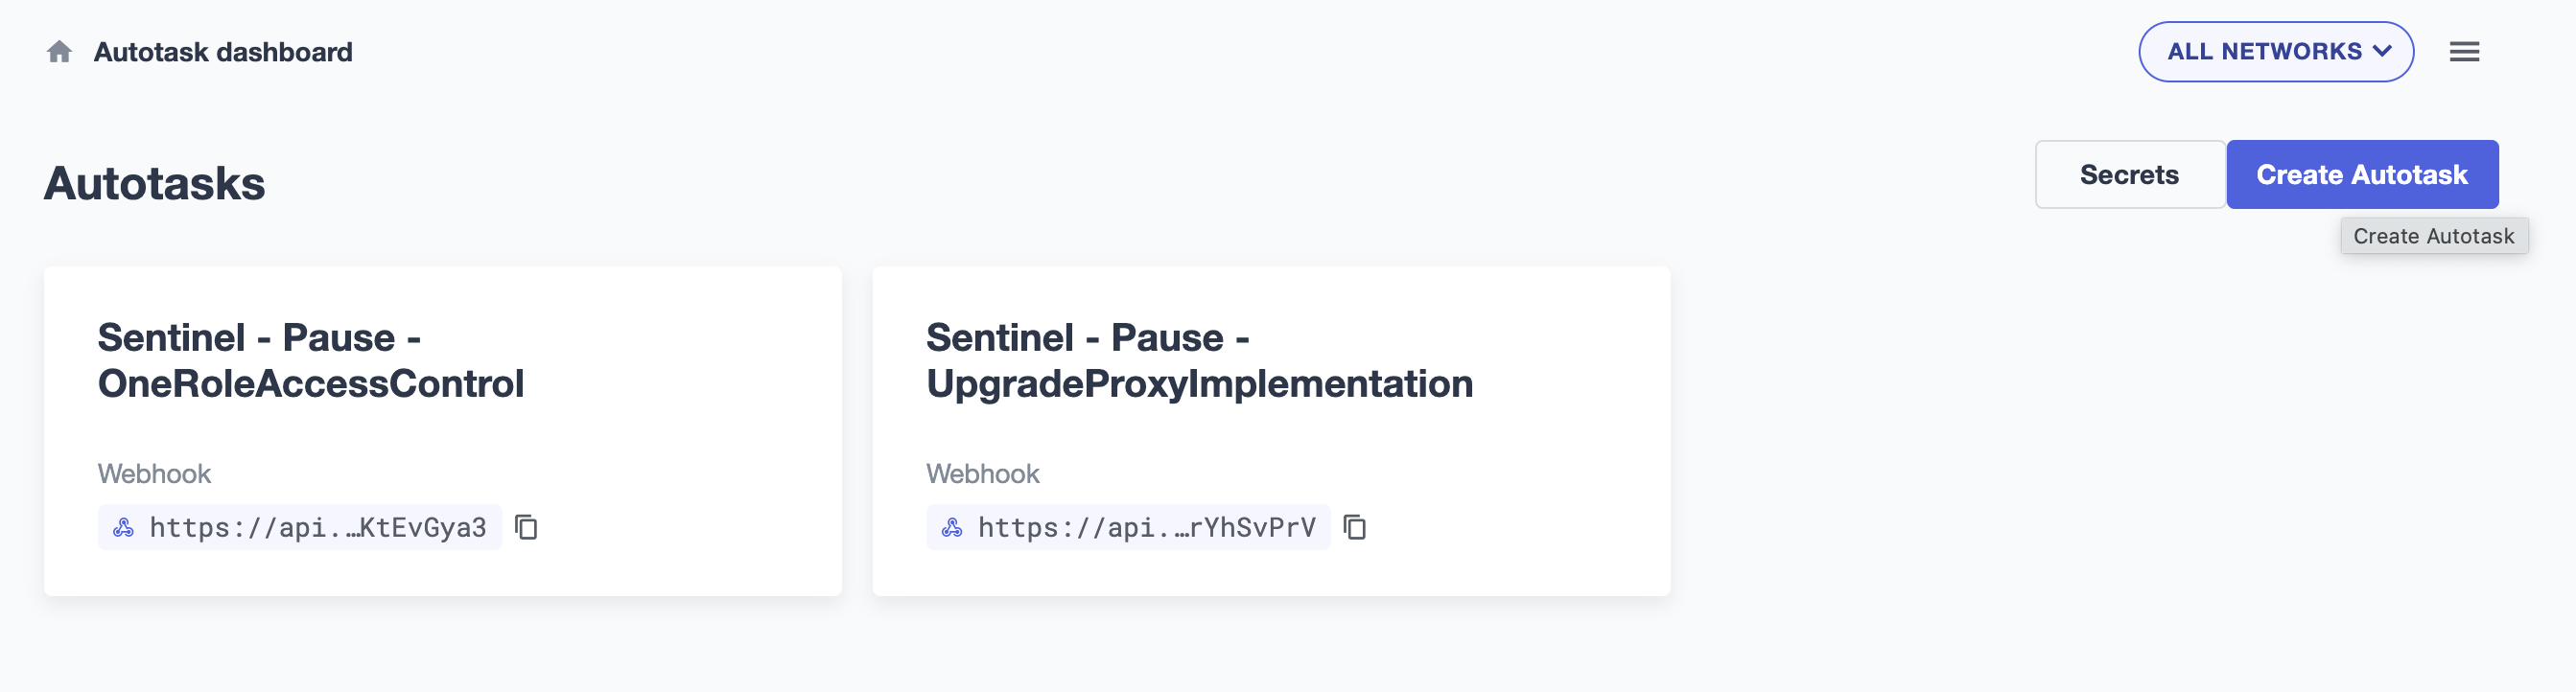 Autotask dashboard
ALL NETWORKS
Autotasks
Secrets
Create Autotask
Create Autotask
Sentinel - Pause -
OneRoleAccessControl
Webhook
https://api.…KtEvGya3
Sentinel - Pause -
UpgradeProxyImplementation
Webhook
https://api.…rYhSvPrV